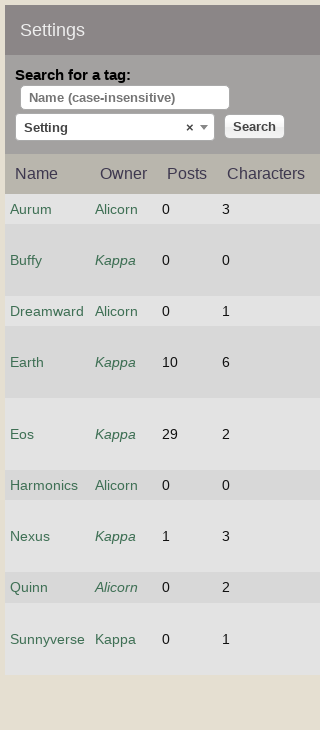 Settings
Search for a tag:
Name (case-insensitive)
Setting × Search
Name Owner Posts Characters
Aurum Alicorn 0 3
Buffy Kappa 0 0
Dreamward Alicorn 0 1
Earth Kappa 10 6
Eos Kappa 29 2
Harmonics Alicorn 0 0
Nexus Kappa 1 3
Quinn Alicorn 0 2
Sunnyverse Kappa 0 1